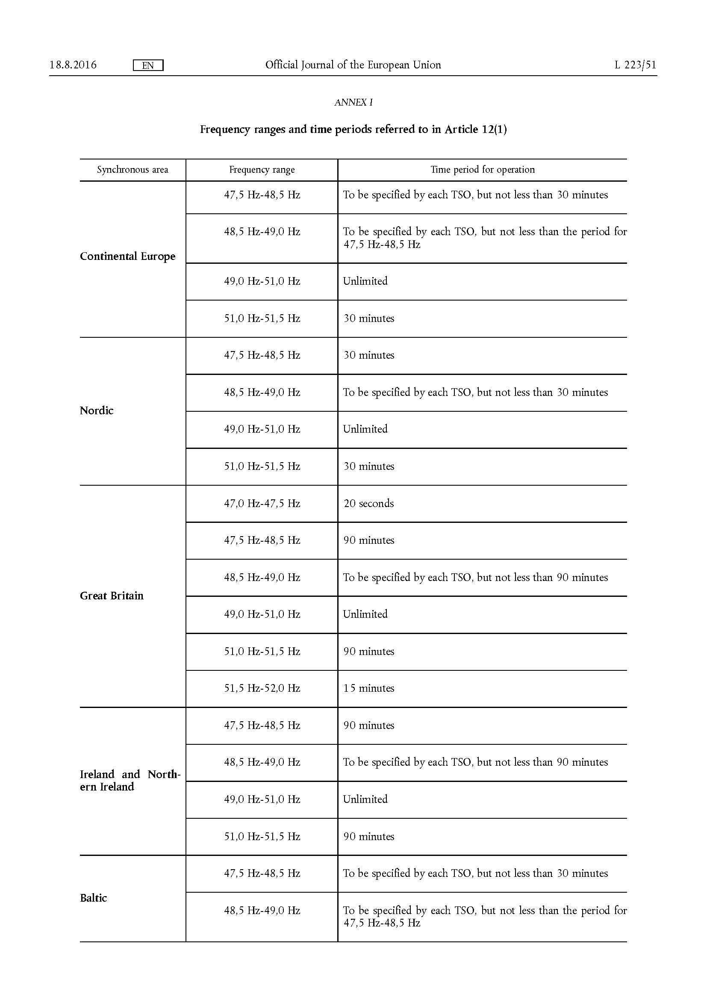 18.8.2016 EN Official Journal of the European Union L 223/51
ANNEX I
Frequency ranges and time periods referred to in Article 12(1)
Synchronous area Frequency range Time period for operation
Continental Europe
47,5 Hz-48,5 Hz To be specified by each TSO, but not less than 30 minutes
48,5 Hz-49,0 Hz To be specified by each TSO, but not less than the period for
47,5 Hz-48,5 Hz
49,0 Hz-51,0 Hz Unlimited
51,0 Hz-51,5 Hz 30 minutes
Nordic
47,5 Hz-48,5 Hz 30 minutes
48,5 Hz-49,0 Hz To be specified by each TSO, but not less than 30 minutes
49,0 Hz-51,0 Hz Unlimited
51,0 Hz-51,5 Hz 30 minutes
Great Britain
47,0 Hz-47,5 Hz 20 seconds
47,5 Hz-48,5 Hz 90 minutes
48,5 Hz-49,0 Hz To be specified by each TSO, but not less than 90 minutes
49,0 Hz-51,0 Hz Unlimited
51,0 Hz-51,5 Hz 90 minutes
51,5 Hz-52,0 Hz 15 minutes
Ireland and North-
ern Ireland
47,5 Hz-48,5 Hz 90 minutes
48,5 Hz-49,0 Hz To be specified by each TSO, but not less than 90 minutes
49,0 Hz-51,0 Hz Unlimited
51,0 Hz-51,5 Hz 90 minutes
Baltic
47,5 Hz-48,5 Hz To be specified by each TSO, but not less than 30 minutes
48,5 Hz-49,0 Hz To be specified by each TSO, but not less than the period for
47,5 Hz-48,5 Hz